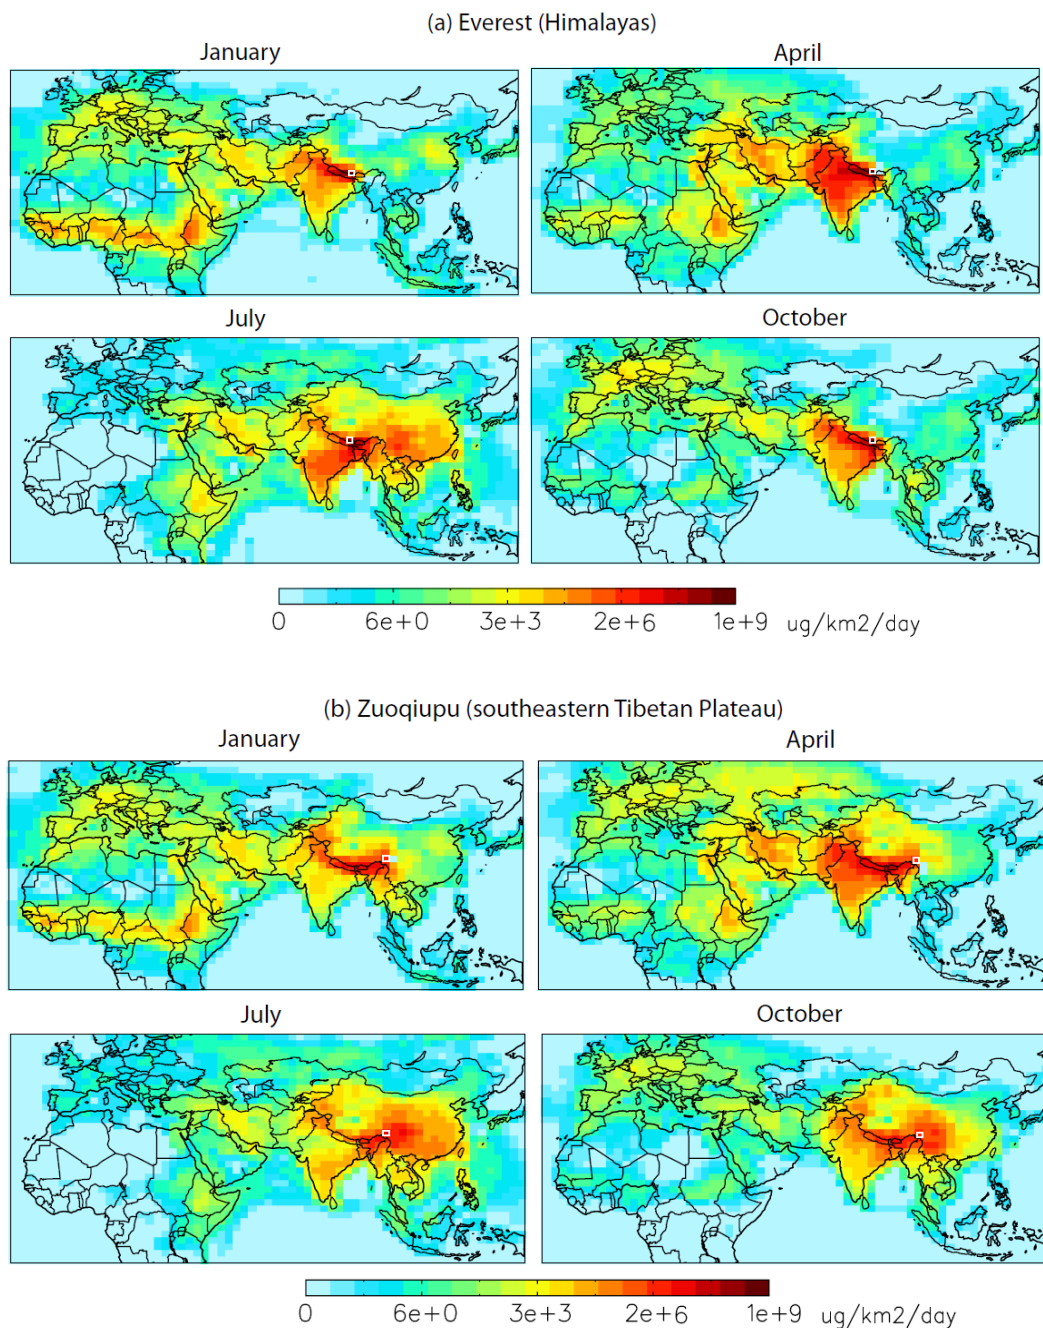 (a) Everest (Himalayas)
January April
July October
0 6e+0 3e+3 2e+6 1e+9 ug/km2/day
(b) Zuoqiupu (southeastern Tibetan Plateau)
January April
July October
0 6e+0 3e+3 2e+6 1e+9 ug/km2/day